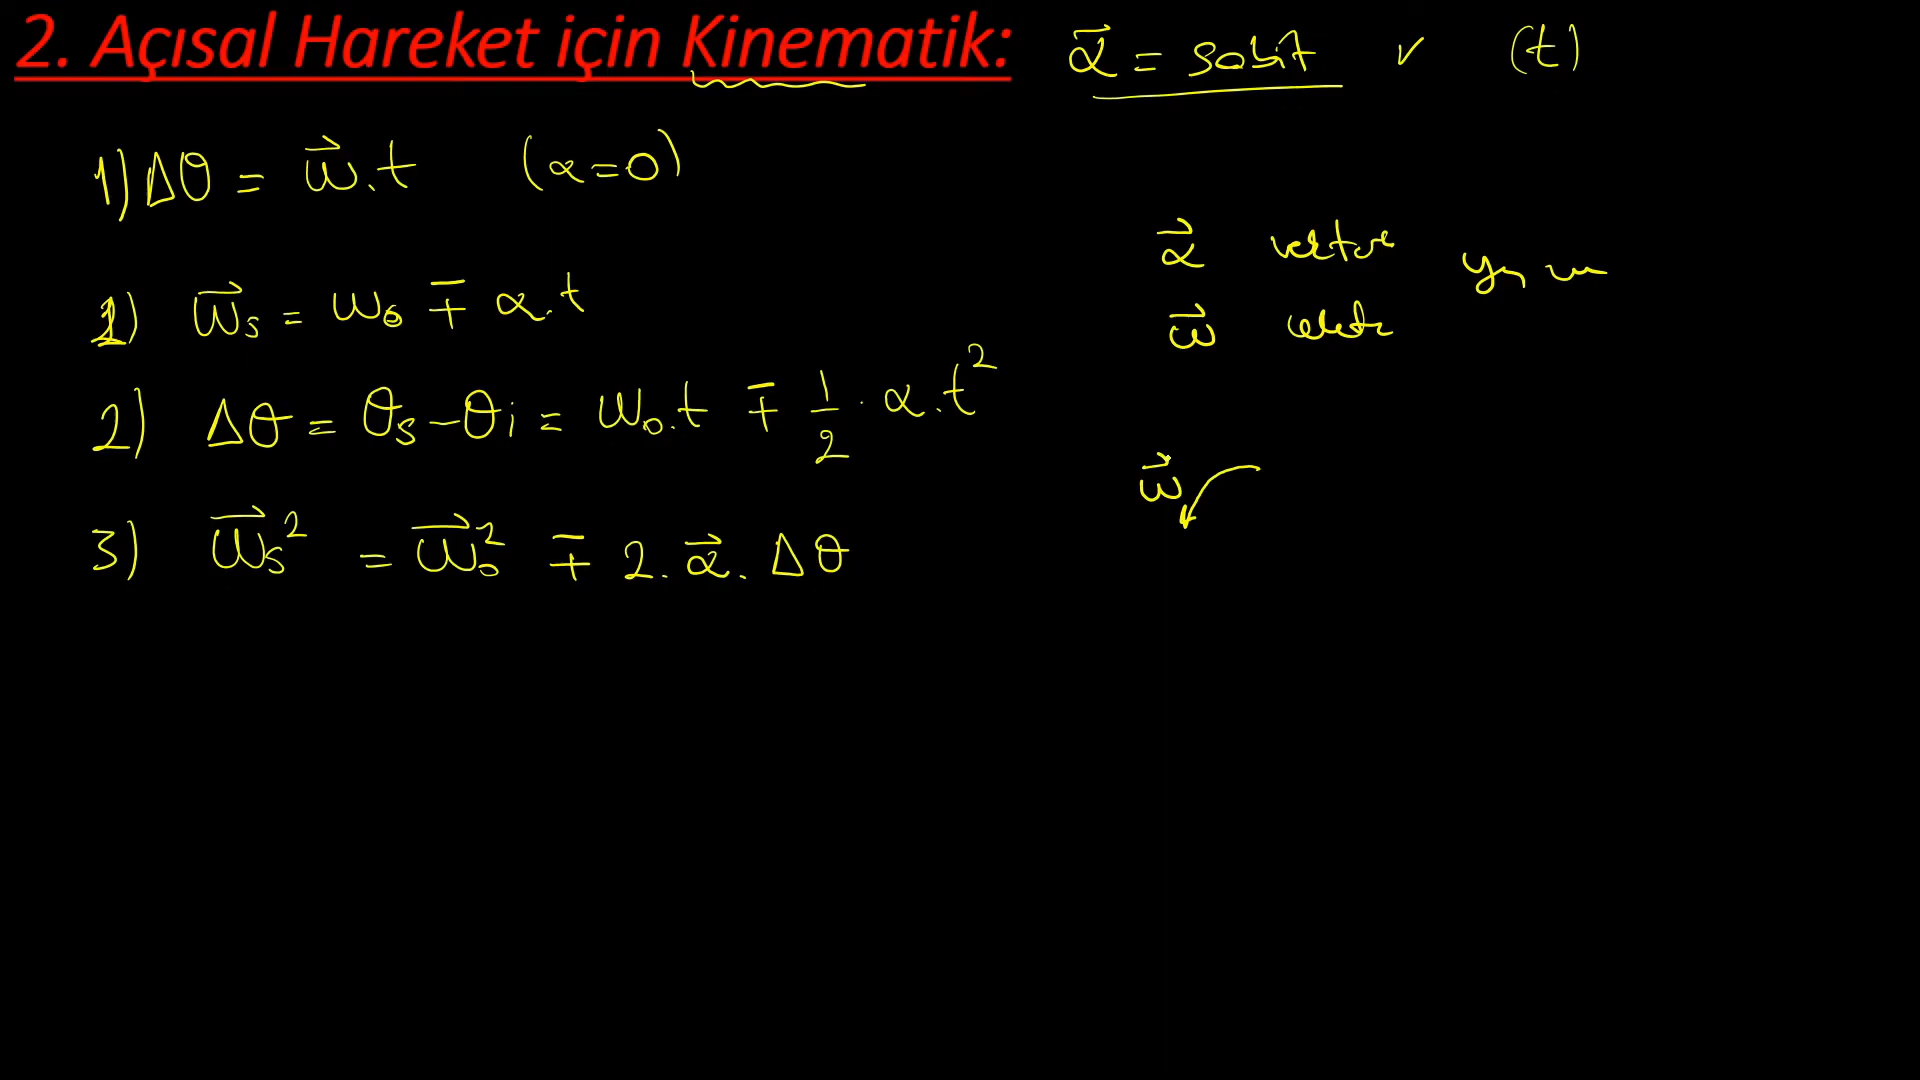 2. Açısal Hareket için Kinematik: α⃗ = sabit ✓ (t)
1) Δθ = ω⃗.t (α=0)
1) ω⃗s = ω0 ∓ α.t
2) Δθ = θs - θi = ω0.t ∓ 1/2 . α.t²
3) ω⃗s² = ω⃗0² ∓ 2. α⃗. Δθ
α⃗ vektör
ω⃗
ω⃗